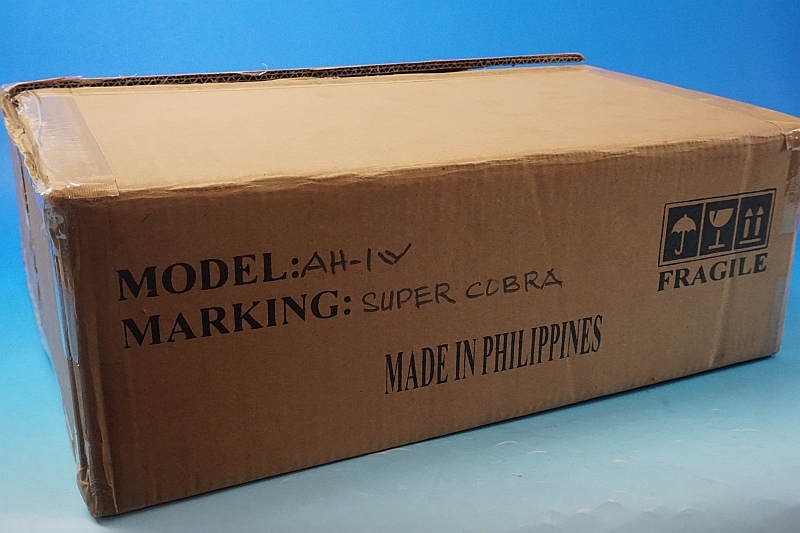 MODEL: AH-1W
MARKING: SUPER COBRA
MADE IN PHILIPPINES
FRAGILE